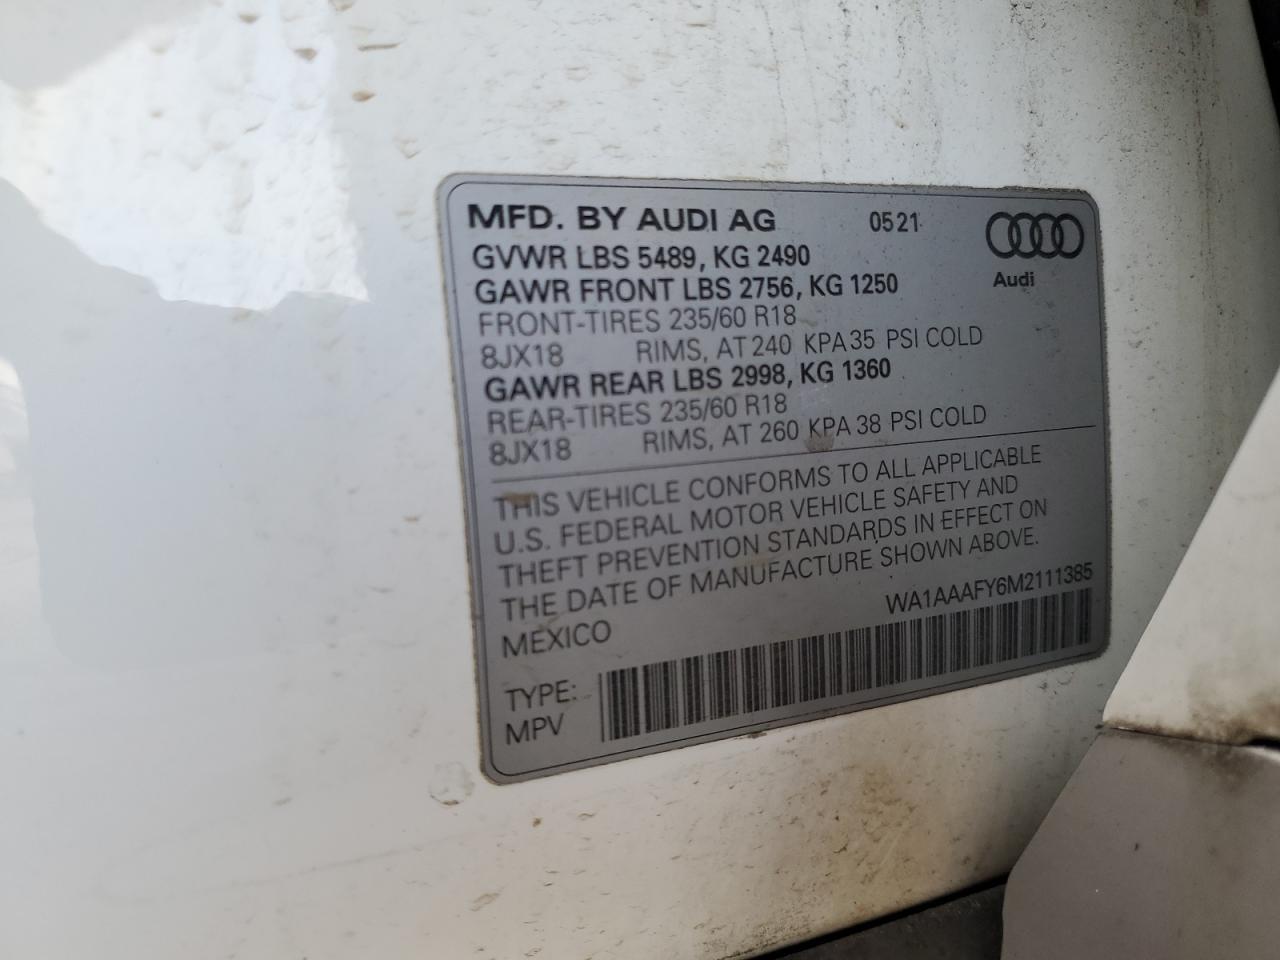 MFD. BY AUDI AG 05 21
Audi
GVWR LBS 5489, KG 2490
GAWR FRONT LBS 2756, KG 1250
FRONT-TIRES 235/60 R18
8JX18 RIMS, AT 240 KPA 35 PSI COLD
GAWR REAR LBS 2998, KG 1360
REAR-TIRES 235/60 R18
8JX18 RIMS, AT 260 KPA 38 PSI COLD
THIS VEHICLE CONFORMS TO ALL APPLICABLE
U.S. FEDERAL MOTOR VEHICLE SAFETY AND
THEFT PREVENTION STANDARDS IN EFFECT ON
THE DATE OF MANUFACTURE SHOWN ABOVE.
MEXICO WA1AAAFY6M2111385
TYPE:
MPV